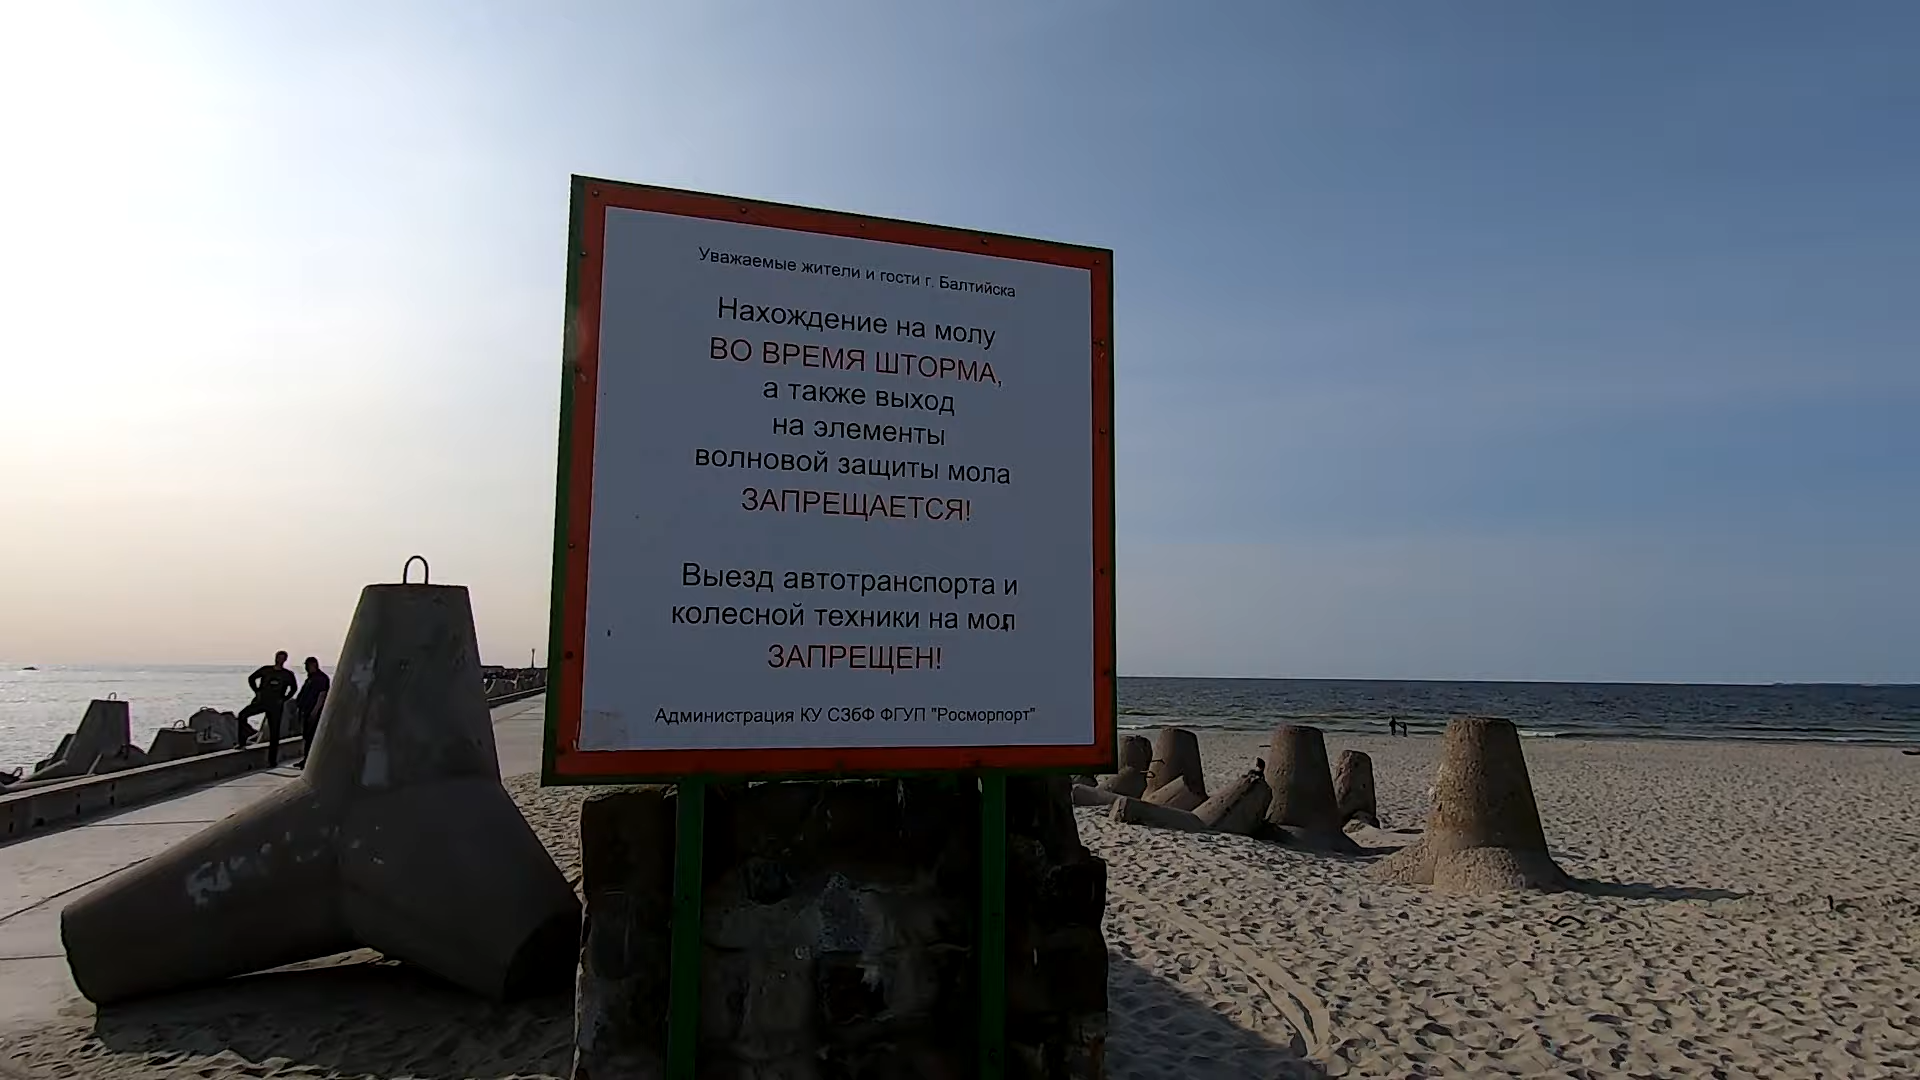 Уважаемые жители и гости г. Балтийска
Нахождение на молу
ВО ВРЕМЯ ШТОРМА,
а также выход
на элементы
волновой защиты мола
ЗАПРЕЩАЕТСЯ!
Выезд автотранспорта и
колесной техники на мол
ЗАПРЕЩЕН!
Администрация КУ СЗбФ ФГУП "Росморпорт"